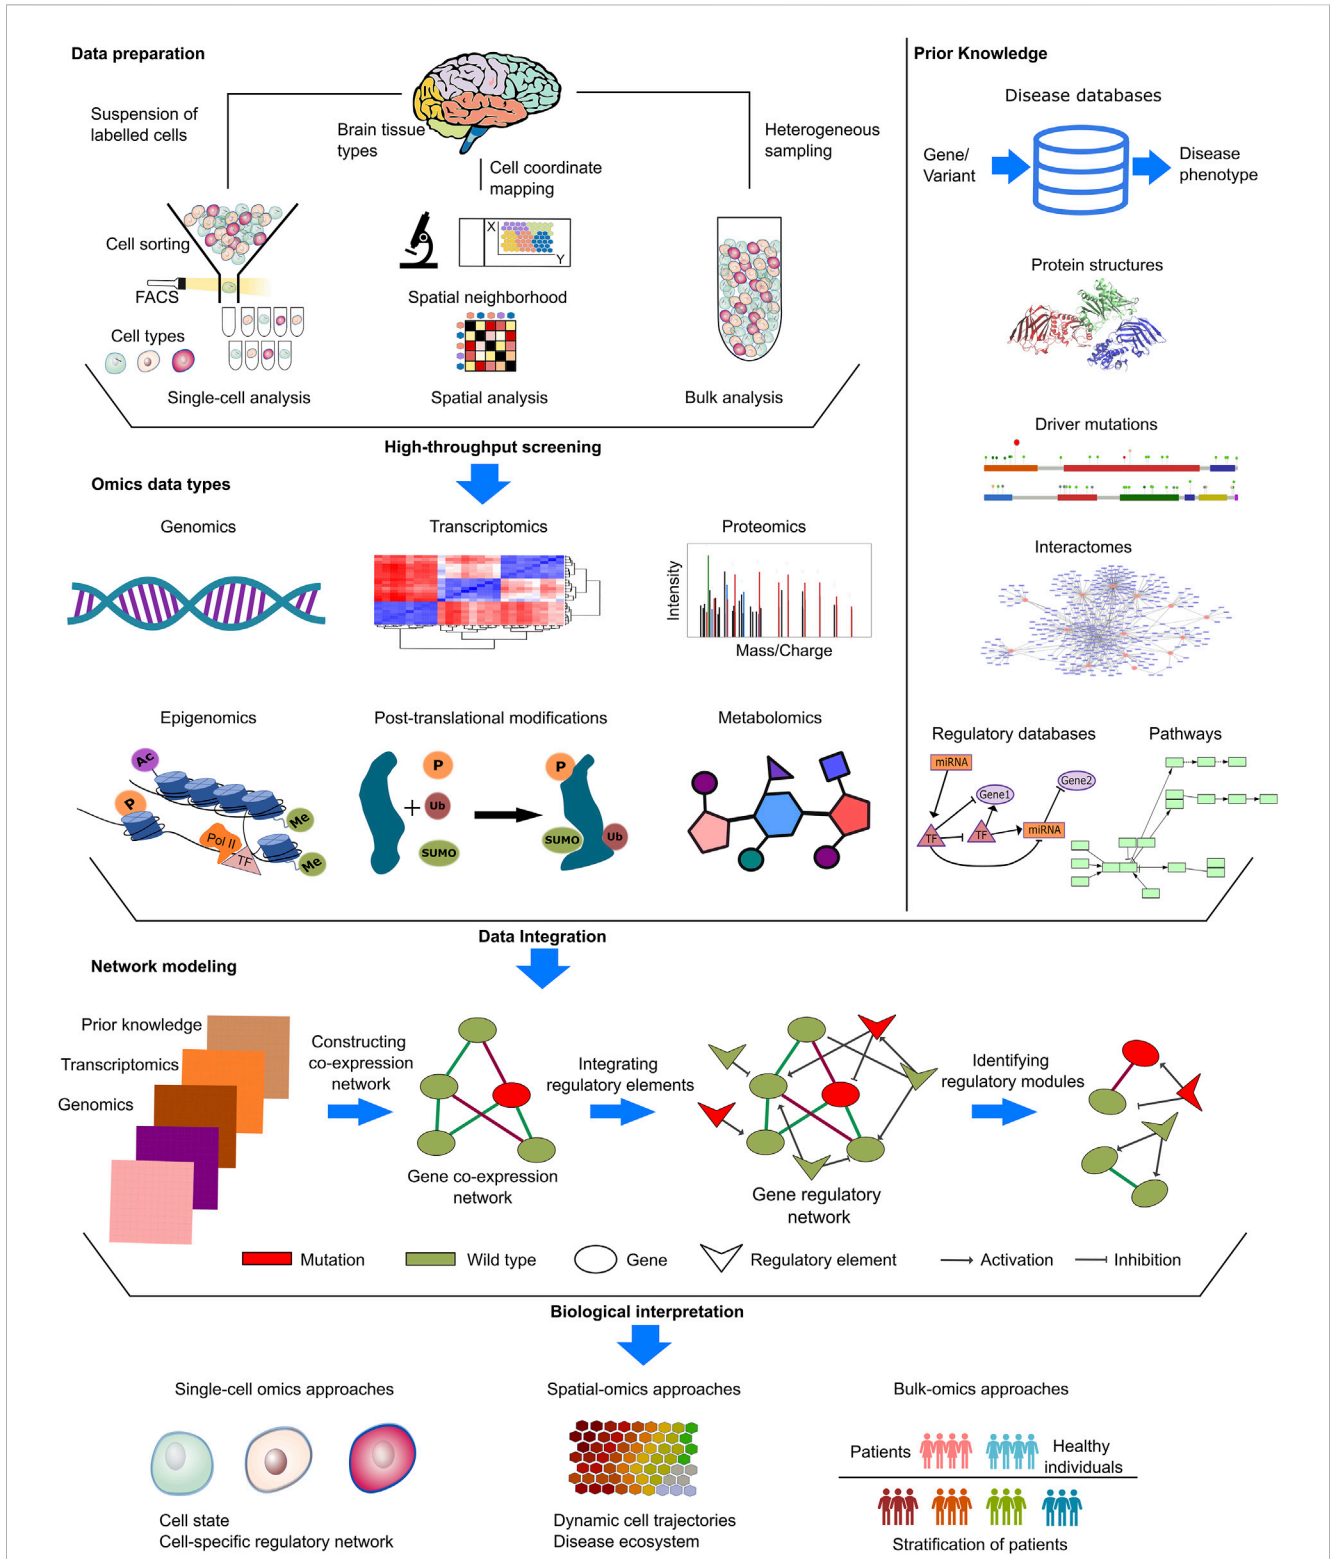 Data preparation
Suspension of
labelled cells
Brain tissue
types
Cell coordinate
mapping
Heterogeneous
sampling
Cell sorting
FACS
Cell types
X
Y
Spatial neighborhood
Single-cell analysis
Spatial analysis
Bulk analysis
High-throughput screening
Prior Knowledge
Disease databases
Gene/
Variant
Disease
phenotype
Protein structures
Driver mutations
Interactomes
Regulatory databases
Pathways
miRNA
Gene1
Gene2
TF
TF
miRNA
Omics data types
Genomics
Transcriptomics
Proteomics
Intensity
Mass/Charge
Epigenomics
Post-translational modifications
Metabolomics
Ac
P
Pol II
TF
Me
Me
+
P
Ub
SUMO
P
SUMO
Ub
Data Integration
Network modeling
Prior knowledge
Transcriptomics
Genomics
Constructing
co-expression
network
Gene co-expression
network
Integrating
regulatory elements
Gene regulatory
network
Identifying
regulatory modules
Mutation
Wild type
Gene
Regulatory element
Activation
Inhibition
Biological interpretation
Single-cell omics approaches
Cell state
Cell-specific regulatory network
Spatial-omics approaches
Dynamic cell trajectories
Disease ecosystem
Bulk-omics approaches
Patients
Healthy
individuals
Stratification of patients